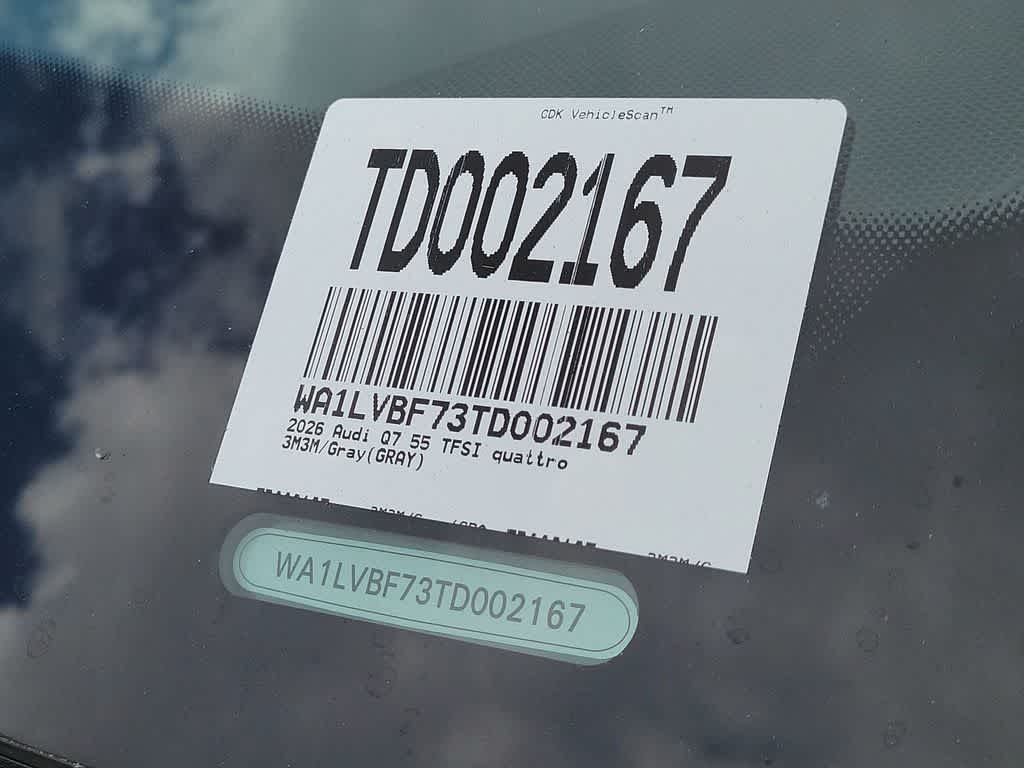 CDK VehicleScan™
TD002167
WA1LVBF73TD002167
2026 Audi Q7 55 TFSI quattro
3M3M/Gray(GRAY)
WA1LVBF73TD002167